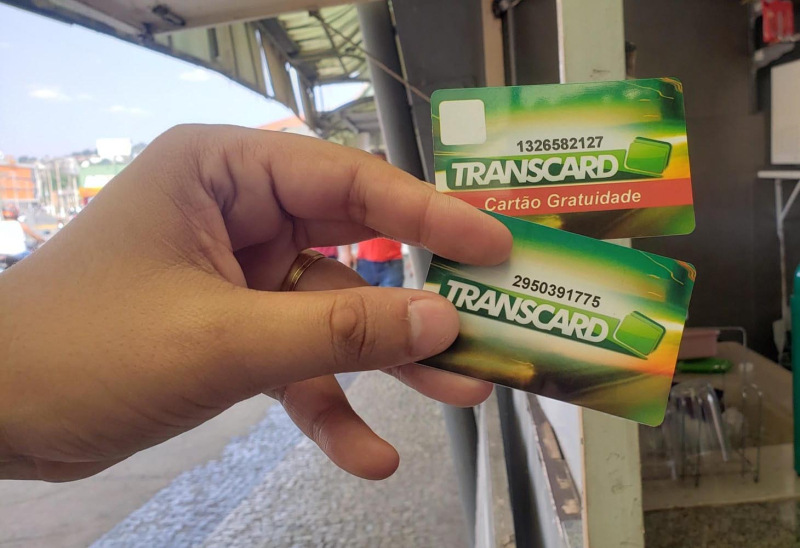 1326582127
TRANSCARD
Cartão Gratuidade
2950391775
TRANSCARD